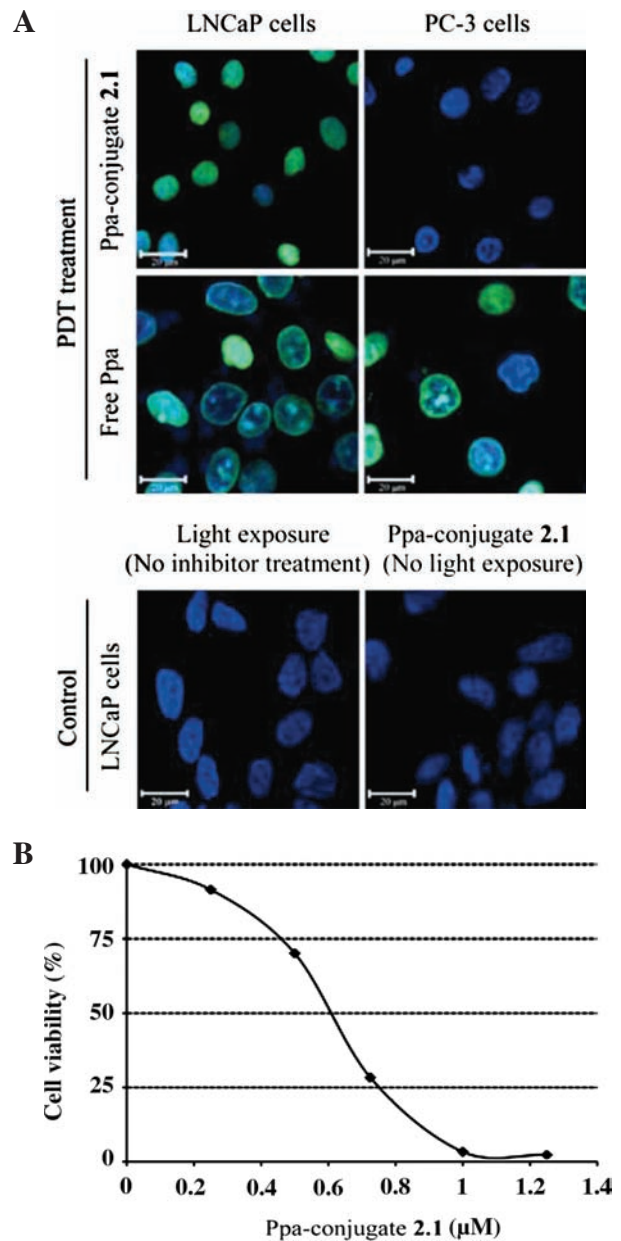 A
LNCaP cells
PC-3 cells
PDT treatment
Ppa-conjugate 2.1
20 µm
20 µm
Free Ppa
20 µm
20 µm
Light exposure
(No inhibitor treatment)
Ppa-conjugate 2.1
(No light exposure)
Control
LNCaP cells
20 µm
20 µm
B
Cell viability (%)
100
75
50
25
0
0 0.2 0.4 0.6 0.8 1 1.2 1.4
Ppa-conjugate 2.1 (µM)